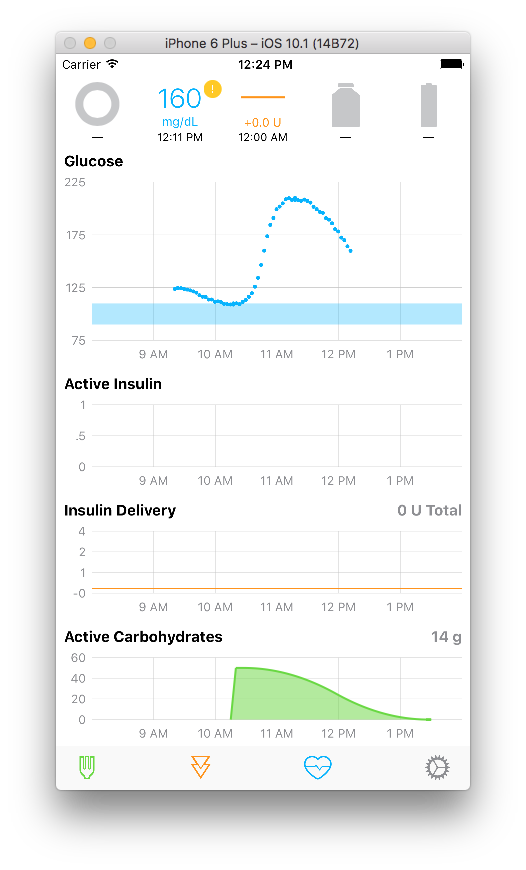 iPhone 6 Plus – iOS 10.1 (14B72)
Carrier 12:24 PM
160 !
mg/dL +0.0 U
— 12:11 PM 12:00 AM — —
Glucose
225
175
125
75
9 AM 10 AM 11 AM 12 PM 1 PM
Active Insulin
1
.5
0
9 AM 10 AM 11 AM 12 PM 1 PM
Insulin Delivery 0 U Total
4
2
1
-0
9 AM 10 AM 11 AM 12 PM 1 PM
Active Carbohydrates 14 g
60
40
20
0
9 AM 10 AM 11 AM 12 PM 1 PM